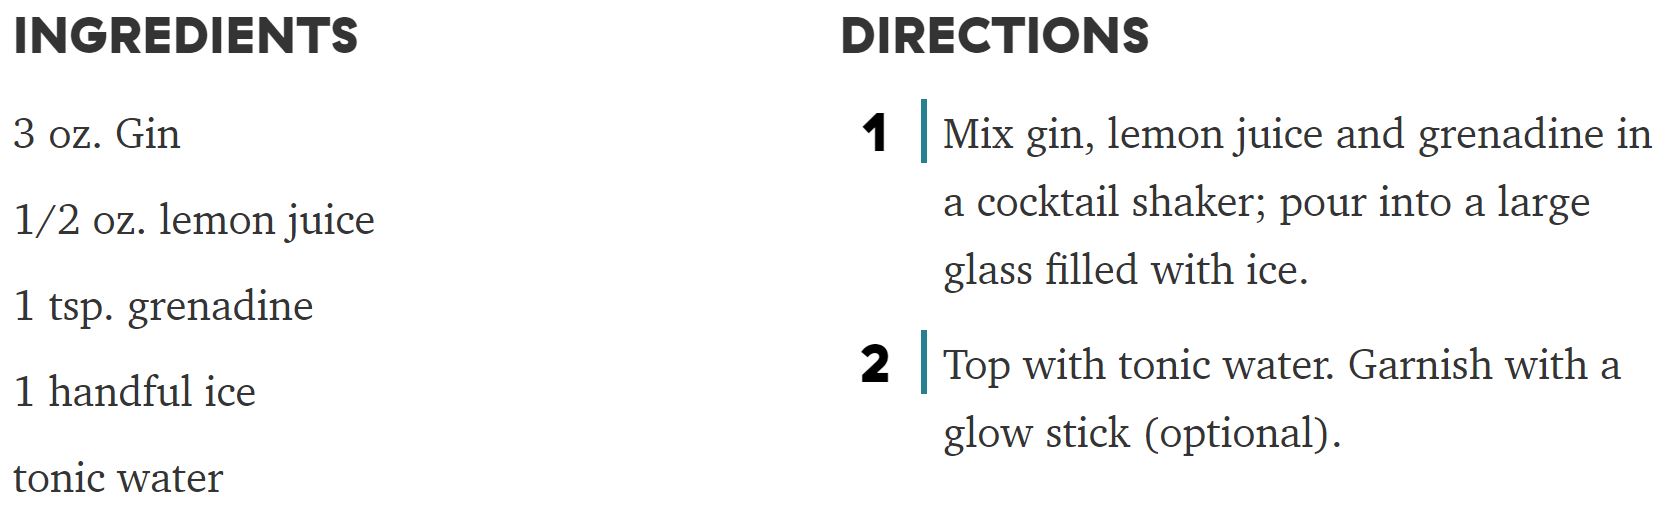 INGREDIENTS
3 oz. Gin
1/2 oz. lemon juice
1 tsp. grenadine
1 handful ice
tonic water
DIRECTIONS
1 Mix gin, lemon juice and grenadine in
a cocktail shaker; pour into a large
glass filled with ice.
2 Top with tonic water. Garnish with a
glow stick (optional).